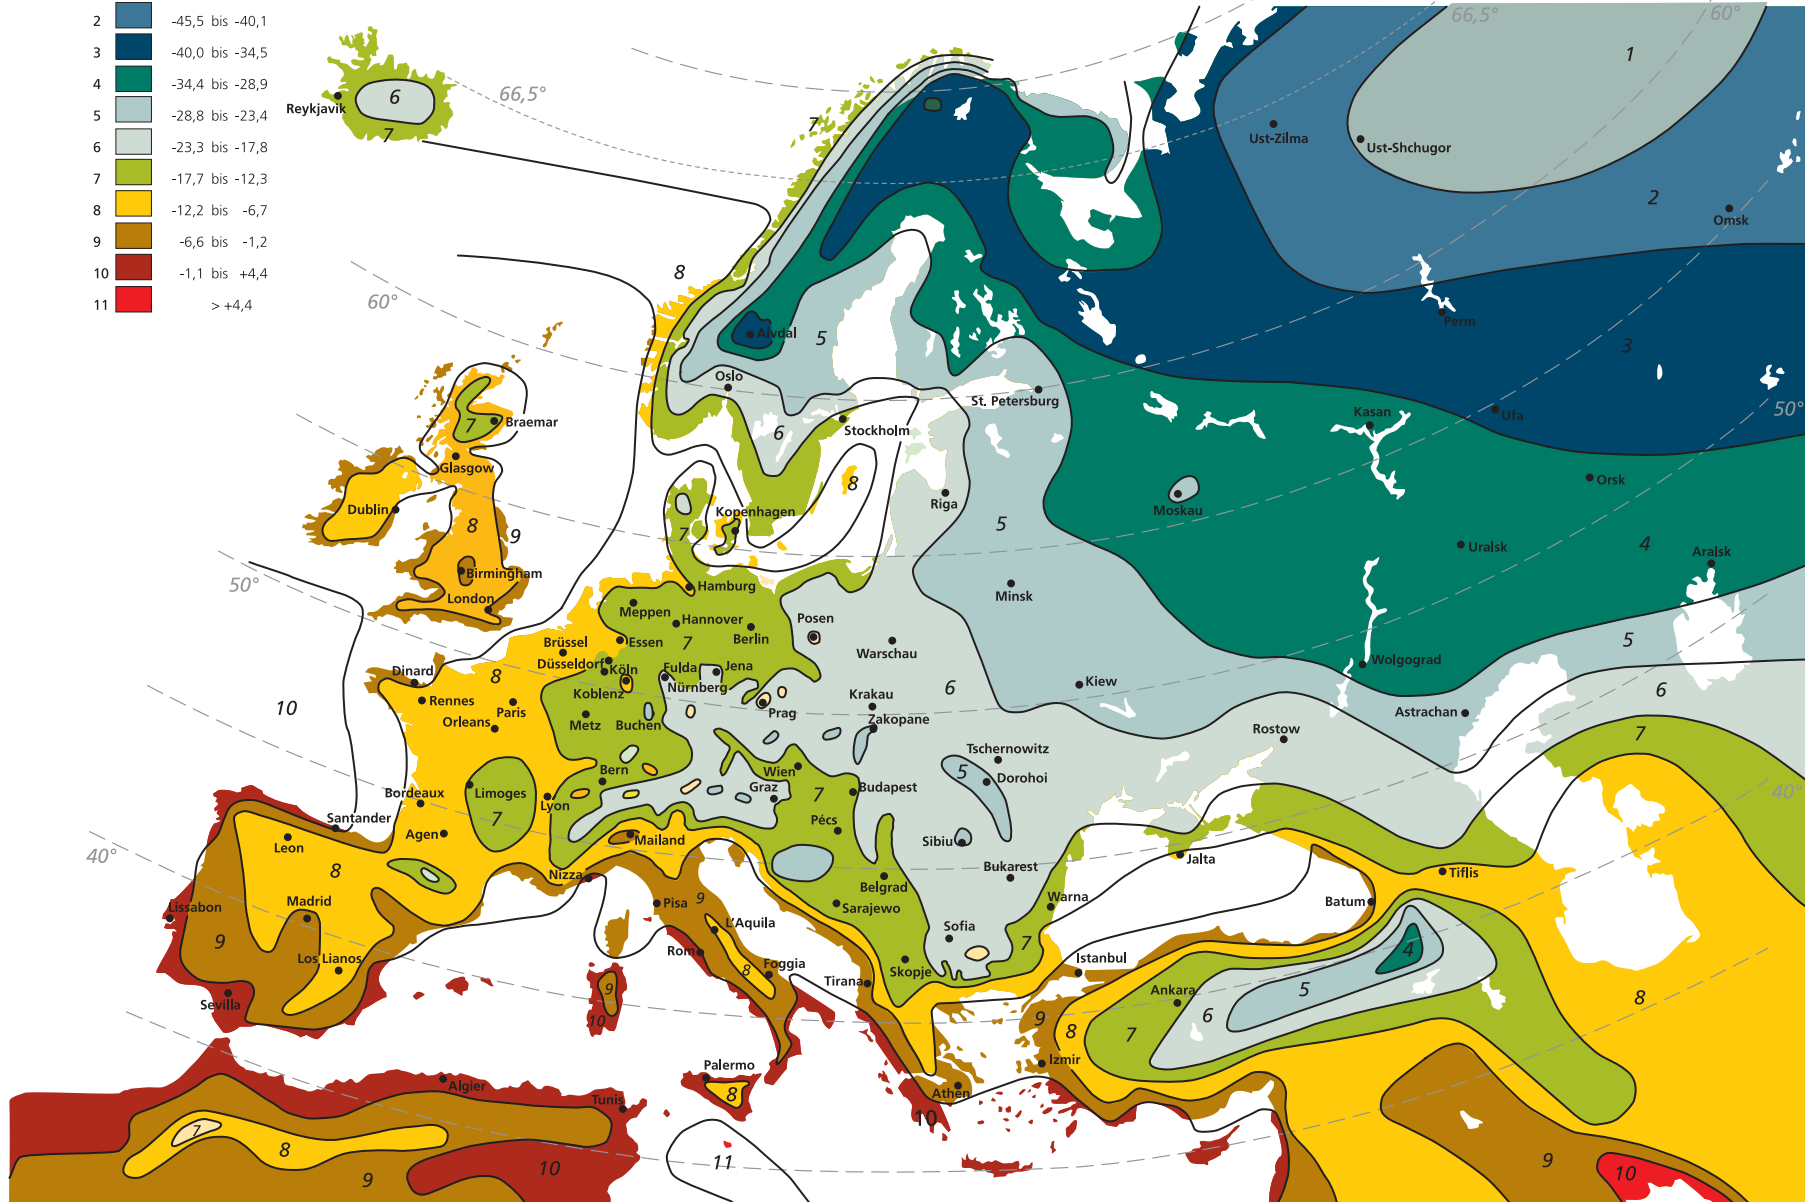 2 -45,5 bis -40,1
3 -40,0 bis -34,5
4 -34,4 bis -28,9
5 -28,8 bis -23,4
6 -23,3 bis -17,8
7 -17,7 bis -12,3
8 -12,2 bis -6,7
9 -6,6 bis -1,2
10 -1,1 bis +4,4
11 > +4,4
66,5°
60°
1
6
Reykjavik
7
66,5°
7
Ust-Zilma
Ust-Shchugor
2
Omsk
8
60°
Alvdal
5
Perm
3
Oslo
St. Petersburg
50°
Kasan
Ufa
7
Braemar
6
Stockholm
Glasgow
8
Orsk
Dublin
Riga
Moskau
Kopenhagen
8
9
7
5
Uralsk
4
Aralsk
Birmingham
50°
Hamburg
Minsk
London
Meppen
Hannover
Posen
Brüssel
Essen
7
Berlin
Warschau
5
Düsseldorf
Köln
Fulda
Jena
Wolgograd
Dinard
8
Koblenz
Nürnberg
Kiew
6
6
Rennes
Paris
Krakau
10
Orleans
Metz
Buchen
Prag
Zakopane
Astrachan
Rostow
7
Tschernowitz
Bern
Wien
5
Dorohoi
Bordeaux
Limoges
Lyon
Graz
7
Budapest
40°
Santander
7
Pécs
Agen
Mailand
Sibiu
Leon
40°
8
Nizza
Belgrad
Bukarest
Jalta
Tiflis
Madrid
Lissabon
Pisa
9
Sarajewo
Warna
Batum
9
L'Aquila
Sofia
7
4
Los Lianos
Rom
8
Foggia
Skopje
Istanbul
Sevilla
9
Tirana
Ankara
5
8
10
9
8
7
6
Izmir
Palermo
Algier
8
Athen
Tunis
10
7
8
9
10
11
9
10